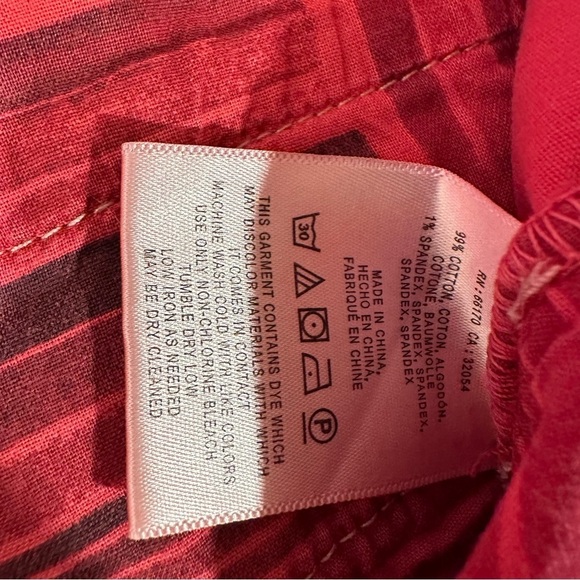 RN: 66170 CA: 32054
99% COTTON, COTON, ALGODÓN,
COTONE, BAUMWOLLE
1% SPANDEX, SPANDEX,
SPANDEX, SPANDEX,
SPANDEX
MADE IN CHINA,
HECHO EN CHINA,
FABRIQUÉ EN CHINE
30
P
THIS GARMENT CONTAINS DYE WHICH
MAY DISCOLOR MATERIALS WITH WHICH
IT COMES IN CONTACT
MACHINE WASH COLD WITH LIKE COLORS
USE ONLY NON-CHLORINE BLEACH
TUMBLE DRY LOW
LOW IRON AS NEEDED
MAY BE DRY CLEANED